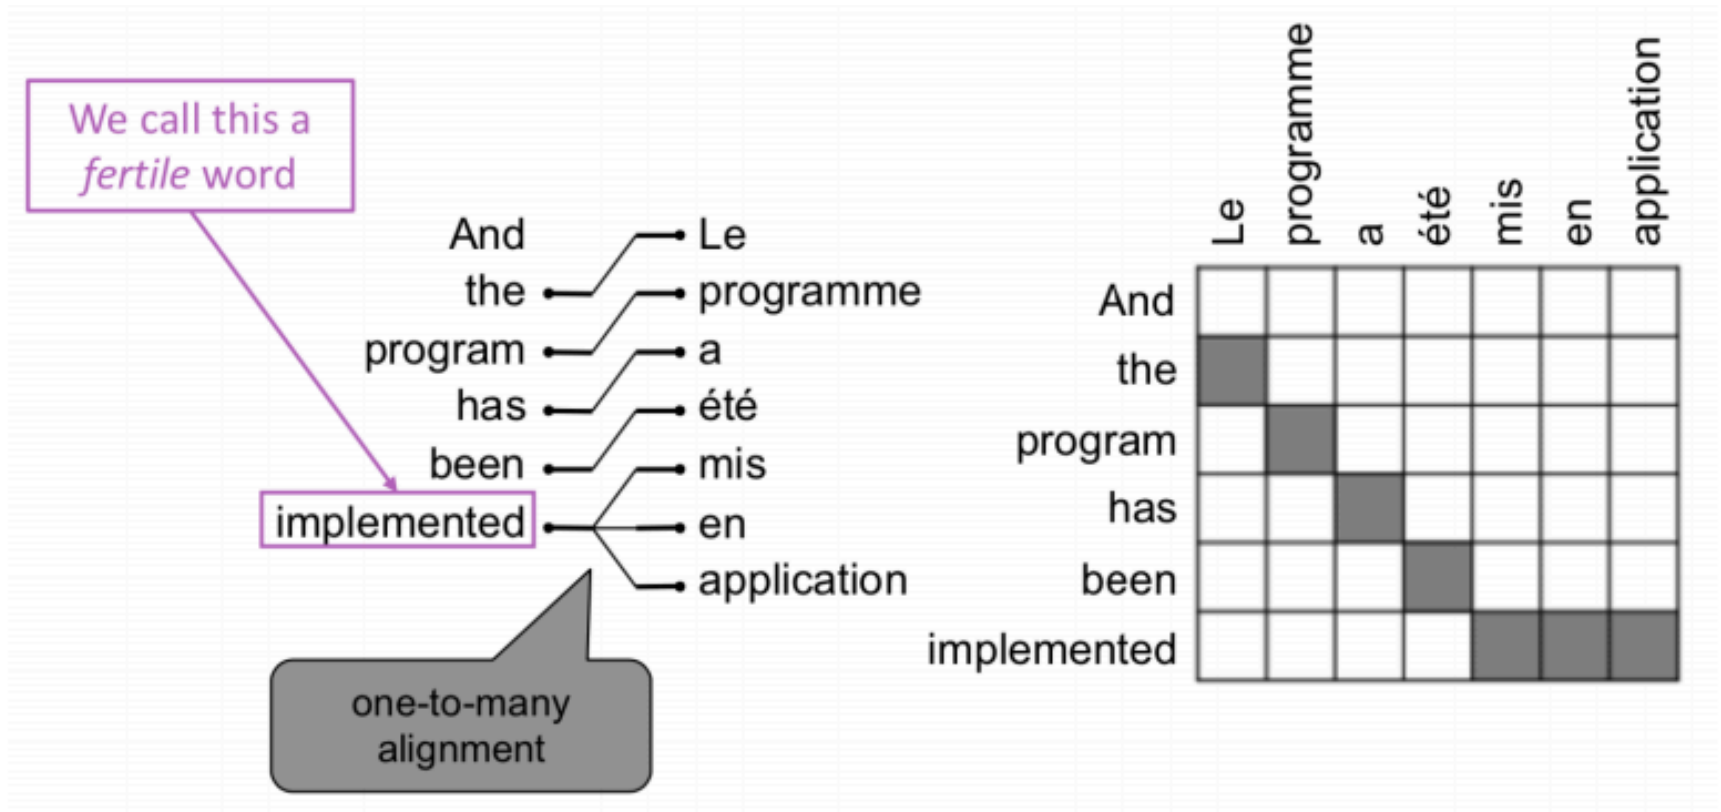 We call this a
fertile word
And Le
the programme
program a
has été
been mis
implemented en
application
one-to-many
alignment
Le
programme
a
été
mis
en
application
And
the
program
has
been
implemented